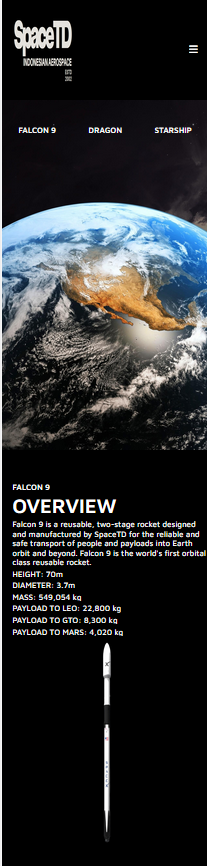 SpaceTD
INDONESIAN AEROSPACE
ESTD
2002
FALCON 9 DRAGON STARSHIP
FALCON 9
OVERVIEW
Falcon 9 is a reusable, two-stage rocket designed
and manufactured by SpaceTD for the reliable and
safe transport of people and payloads into Earth
orbit and beyond. Falcon 9 is the world's first orbital
class reusable rocket.
HEIGHT: 70m
DIAMETER: 3.7m
MASS: 549,054 kg
PAYLOAD TO LEO: 22,800 kg
PAYLOAD TO GTO: 8,300 kg
PAYLOAD TO MARS: 4,020 kg